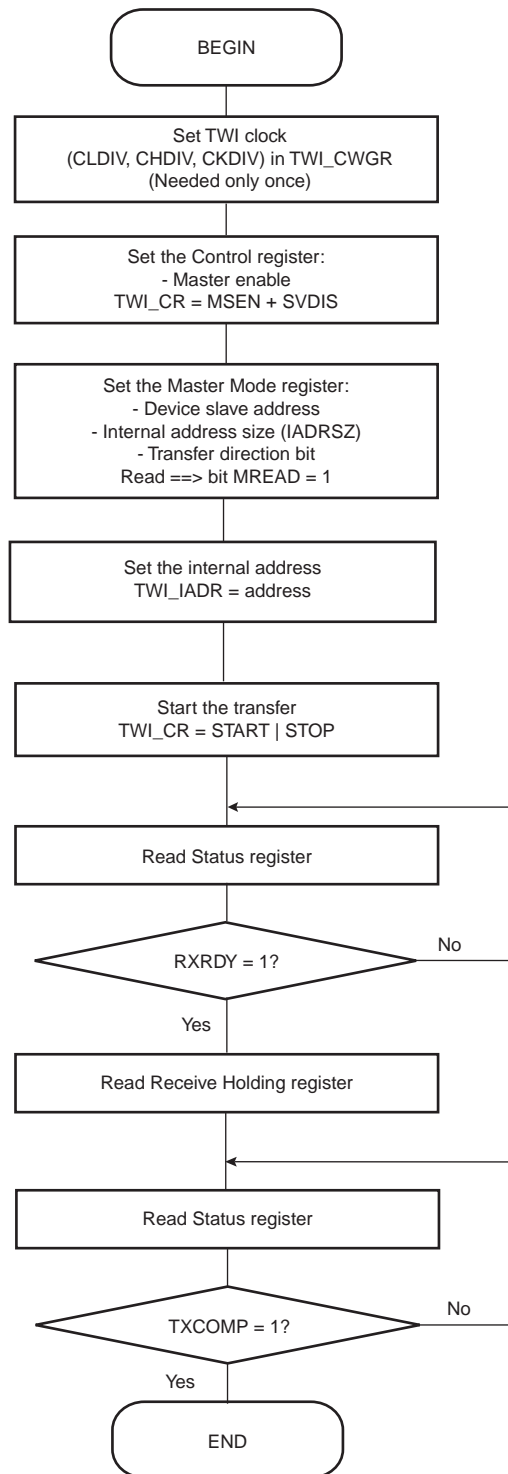 BEGIN
Set TWI clock
(CLDIV, CHDIV, CKDIV) in TWI_CWGR
(Needed only once)
Set the Control register:
- Master enable
TWI_CR = MSEN + SVDIS
Set the Master Mode register:
- Device slave address
- Internal address size (IADRSZ)
- Transfer direction bit
Read ==> bit MREAD = 1
Set the internal address
TWI_IADR = address
Start the transfer
TWI_CR = START | STOP
Read Status register
RXRDY = 1?
No
Yes
Read Receive Holding register
Read Status register
TXCOMP = 1?
No
Yes
END